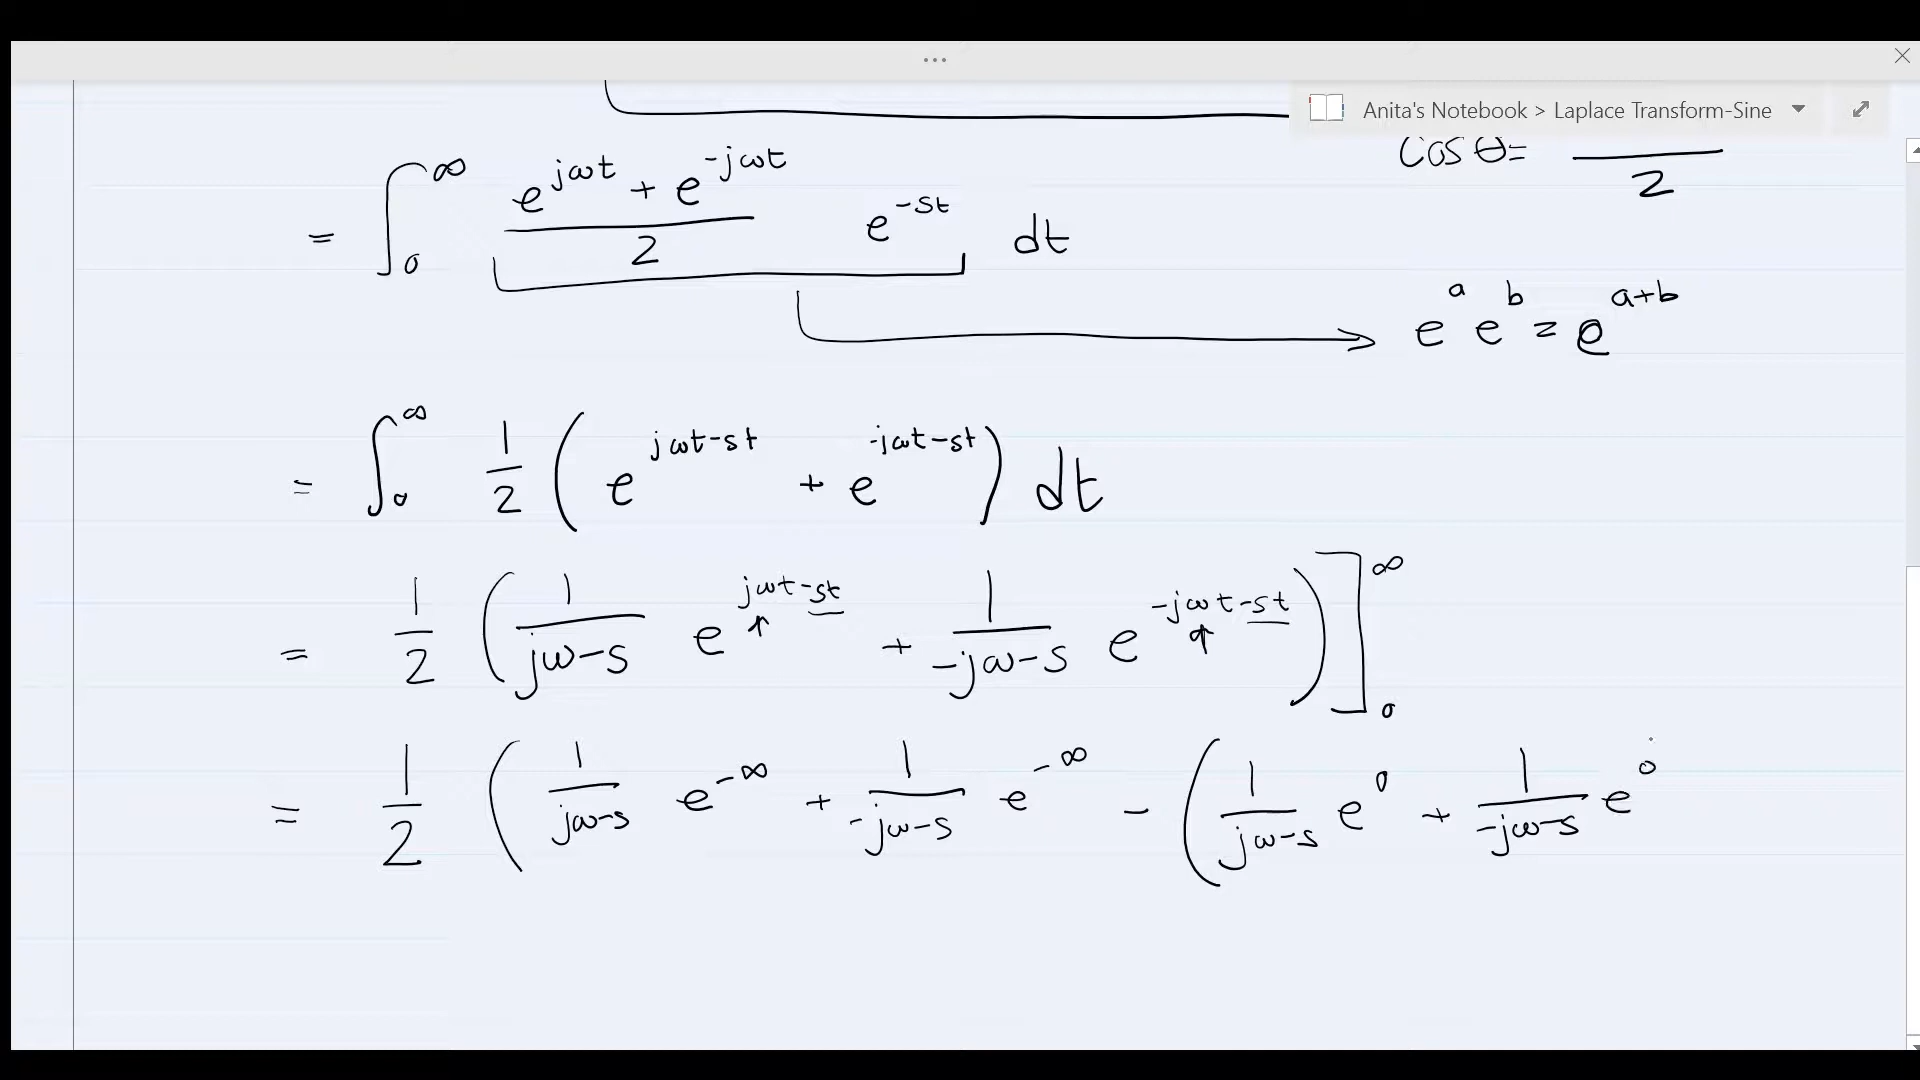 ...
Anita's Notebook > Laplace Transform-Sine
Cos θ = ─── / 2
= ∫₀^∞ (e^{jωt} + e^{-jωt})/2 e^{-st} dt
e^a e^b = e^{a+b}
= ∫₀^∞ 1/2 ( e^{jωt-st} + e^{-jωt-st} ) dt
= 1/2 ( 1/(jω-s) e^{jωt-st} + 1/(-jω-s) e^{-jωt-st} ) ]₀^∞
= 1/2 ( 1/(jω-s) e^{-∞} + 1/(-jω-s) e^{-∞} - ( 1/(jω-s) e^0 + 1/(-jω-s) e^0